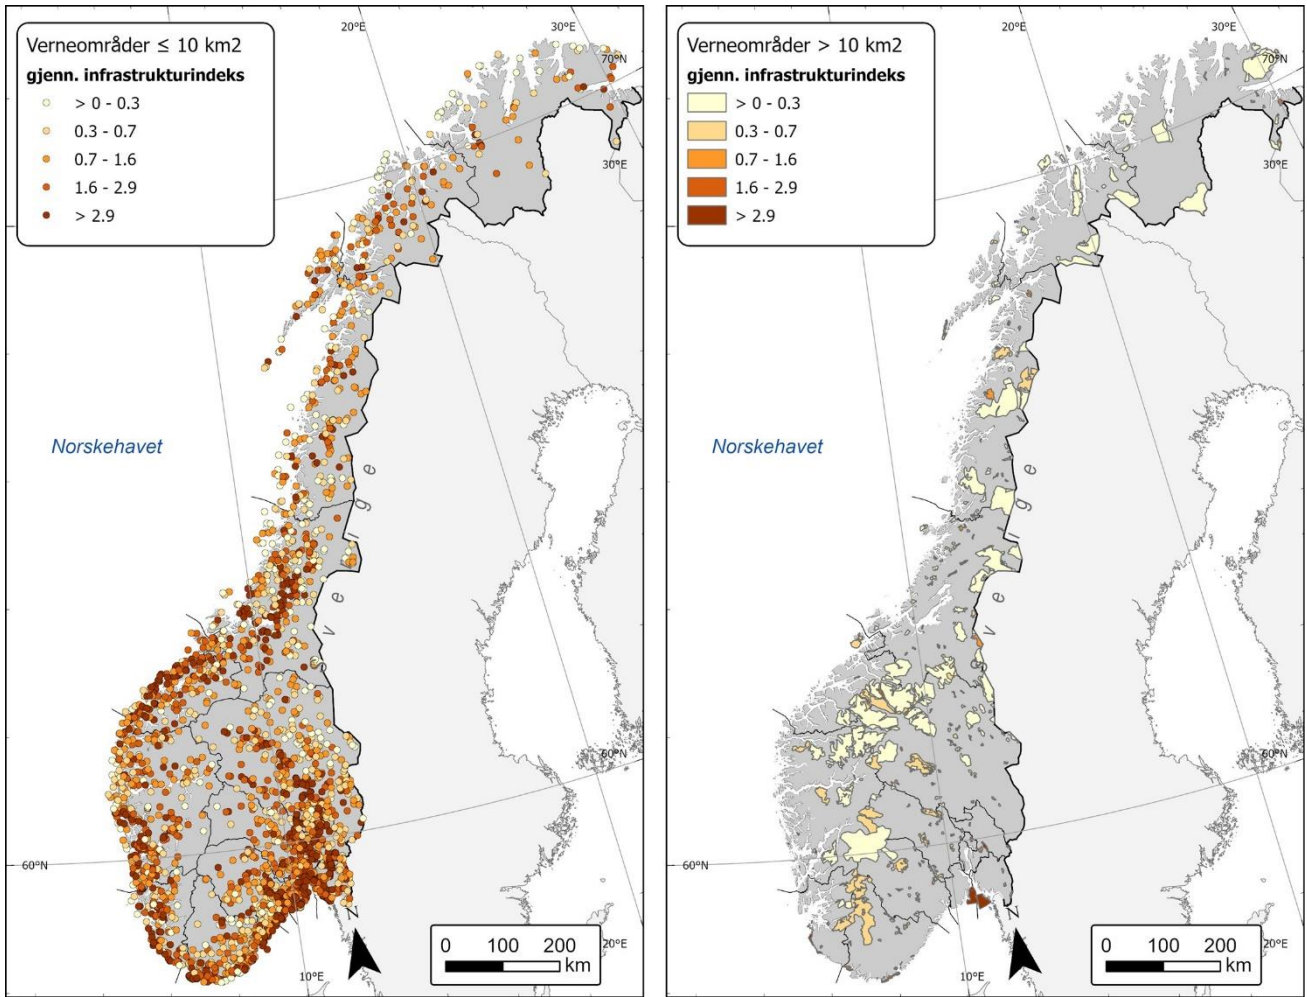 20°E
30°E
70°N
30°E
Verneområder ≤ 10 km2
gjenn. infrastrukturindeks
> 0 - 0.3
0.3 - 0.7
0.7 - 1.6
1.6 - 2.9
> 2.9
Norskehavet
S v e r i g e
60°N
60°N
0 100 200
km
20°E
10°E
20°E
30°E
70°N
30°E
Verneområder > 10 km2
gjenn. infrastrukturindeks
> 0 - 0.3
0.3 - 0.7
0.7 - 1.6
1.6 - 2.9
> 2.9
Norskehavet
v e i g e
60°N
60°N
0 100 200
km
20°E
10°E